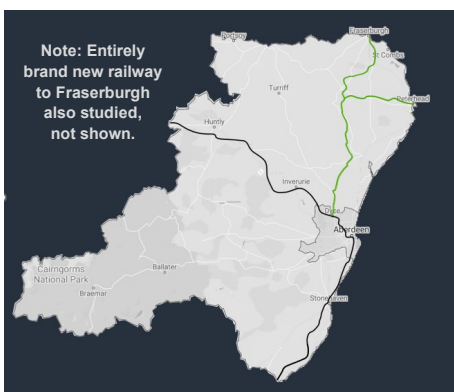 Note: Entirely
brand new railway
to Fraserburgh
also studied,
not shown.
Portsoy
Fraserburgh
St Combs
Turriff
Peterhead
Huntly
Inverurie
Dyce
Aberdeen
Cairngorms
National Park
Ballater
Braemar
Stonehaven